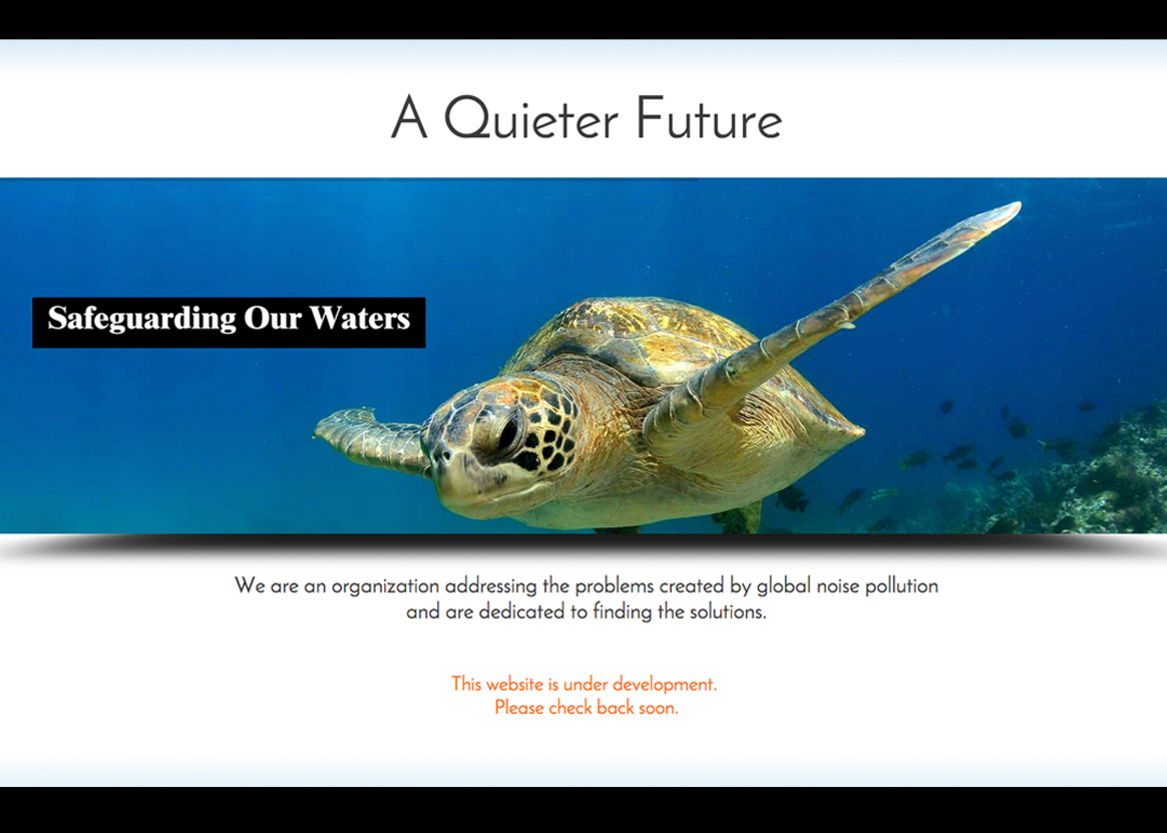 A Quieter Future
Safeguarding Our Waters
We are an organization addressing the problems created by global noise pollution
and are dedicated to finding the solutions.
This website is under development.
Please check back soon.